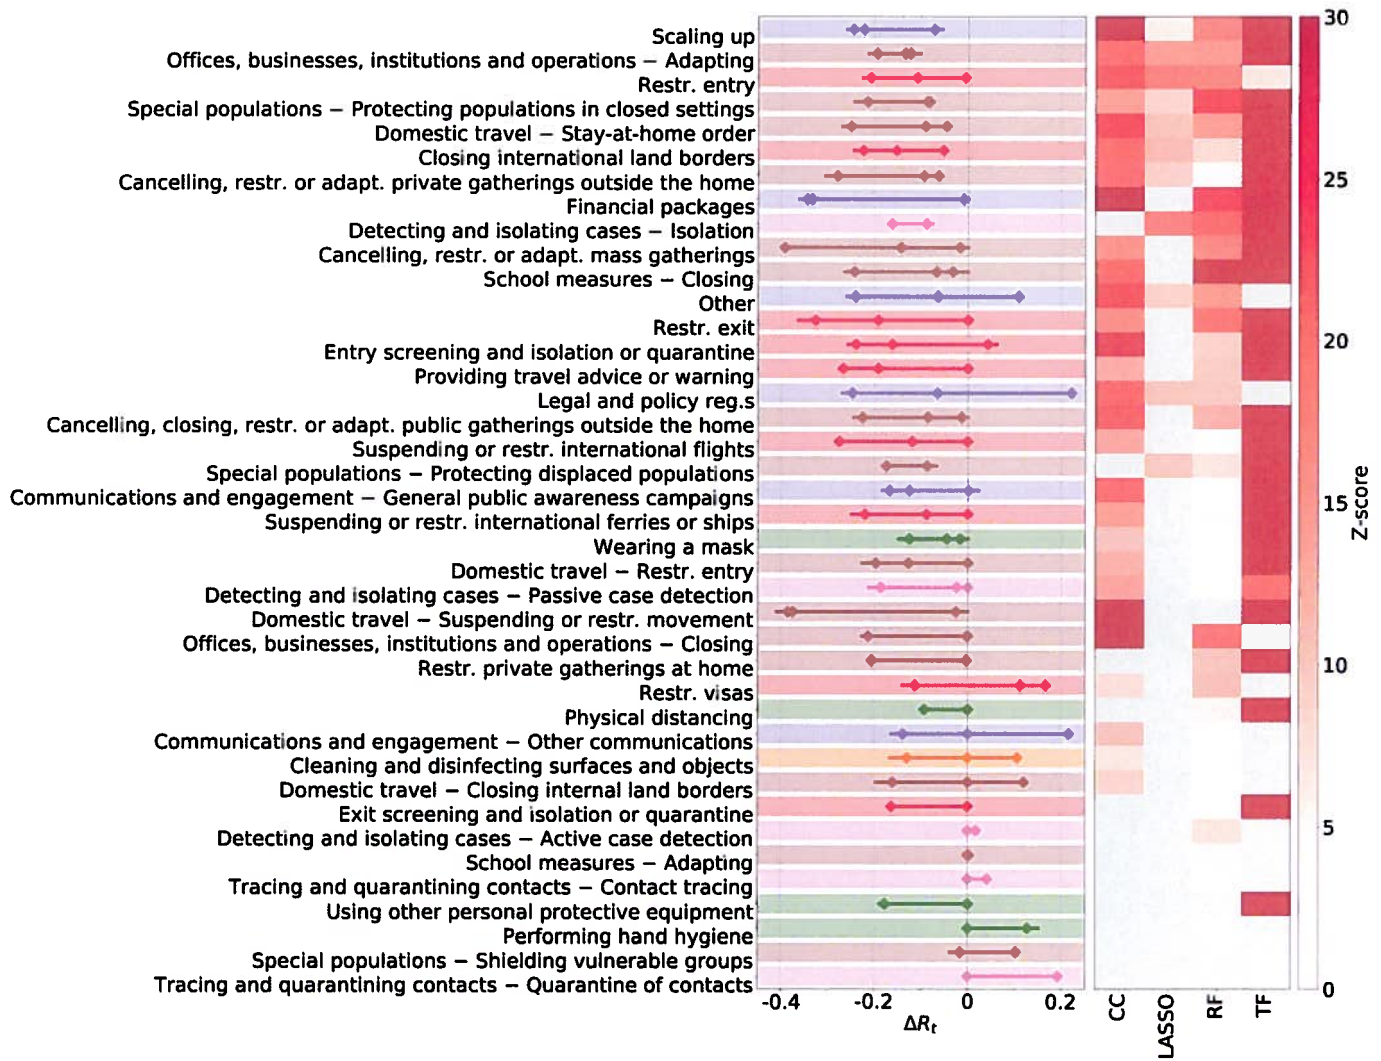 Scaling up
Offices, businesses, institutions and operations – Adapting
Restr. entry
Special populations – Protecting populations in closed settings
Domestic travel – Stay-at-home order
Closing international land borders
Cancelling, restr. or adapt. private gatherings outside the home
Financial packages
Detecting and isolating cases – Isolation
Cancelling, restr. or adapt. mass gatherings
School measures – Closing
Other
Restr. exit
Entry screening and isolation or quarantine
Providing travel advice or warning
Legal and policy reg.s
Cancelling, closing, restr. or adapt. public gatherings outside the home
Suspending or restr. international flights
Special populations – Protecting displaced populations
Communications and engagement – General public awareness campaigns
Suspending or restr. international ferries or ships
Wearing a mask
Domestic travel – Restr. entry
Detecting and isolating cases – Passive case detection
Domestic travel – Suspending or restr. movement
Offices, businesses, institutions and operations – Closing
Restr. private gatherings at home
Restr. visas
Physical distancing
Communications and engagement – Other communications
Cleaning and disinfecting surfaces and objects
Domestic travel – Closing internal land borders
Exit screening and isolation or quarantine
Detecting and isolating cases – Active case detection
School measures – Adapting
Tracing and quarantining contacts – Contact tracing
Using other personal protective equipment
Performing hand hygiene
Special populations – Shielding vulnerable groups
Tracing and quarantining contacts – Quarantine of contacts
-0.4 -0.2 0 0.2
ΔRt
CC LASSO RF TF
30
25
20
15
10
5
0
Z-score